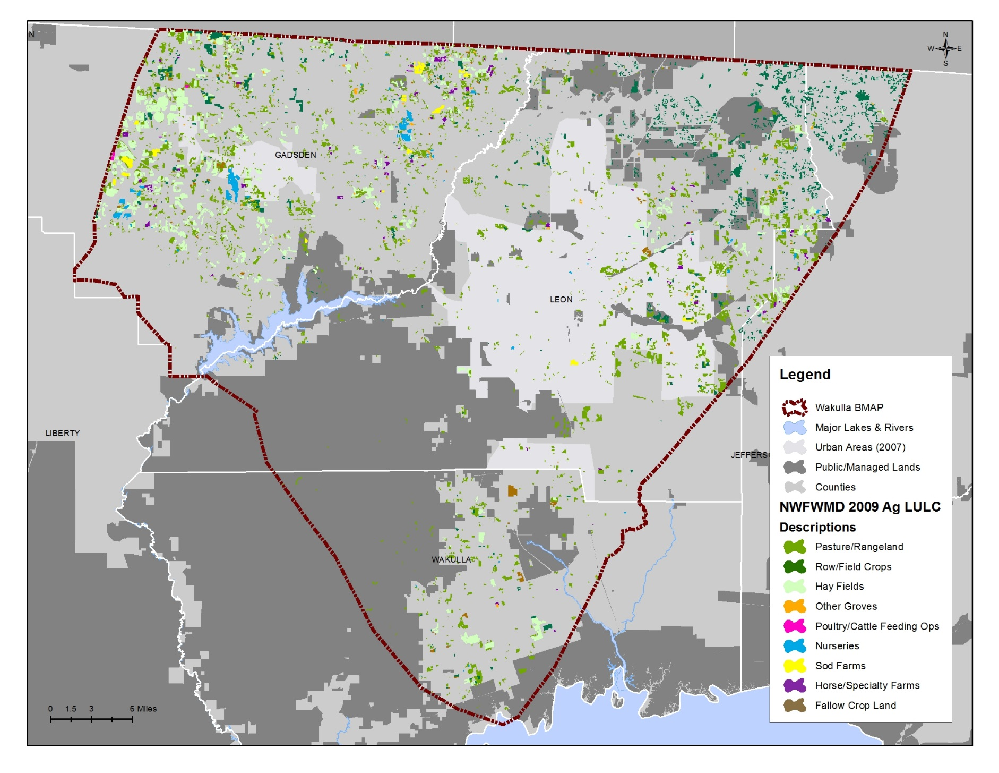 N
N
W E
S
GADSDEN
LEON
LIBERTY
JEFFERS
WAKULLA
Legend
Wakulla BMAP
Major Lakes & Rivers
Urban Areas (2007)
Public/Managed Lands
Counties
NWFWMD 2009 Ag LULC
Descriptions
Pasture/Rangeland
Row/Field Crops
Hay Fields
Other Groves
Poultry/Cattle Feeding Ops
Nurseries
Sod Farms
Horse/Specialty Farms
Fallow Crop Land
0 1.5 3 6 Miles